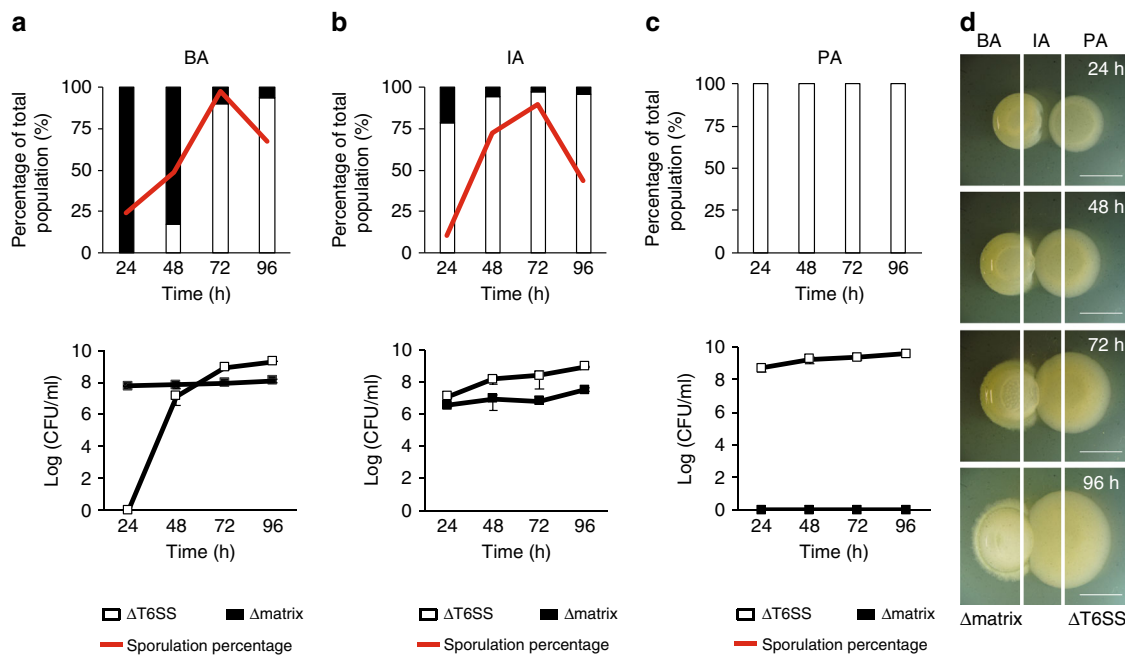 a
BA
Percentage of total
population (%)
100
75
50
25
0
24 48 72 96
Time (h)
Log (CFU/ml)
10
8
6
4
2
0
24 48 72 96
Time (h)
ΔT6SS Δmatrix
Sporulation percentage
b
IA
Percentage of total
population (%)
100
75
50
25
0
24 48 72 96
Time (h)
Log (CFU/ml)
10
8
6
4
2
0
24 48 72 96
Time (h)
ΔT6SS Δmatrix
Sporulation percentage
c
PA
Percentage of total
population (%)
100
75
50
25
0
24 48 72 96
Time (h)
Log (CFU/ml)
10
8
6
4
2
0
24 48 72 96
Time (h)
ΔT6SS Δmatrix
Sporulation percentage
d
BA IA PA
24 h
48 h
72 h
96 h
Δmatrix ΔT6SS